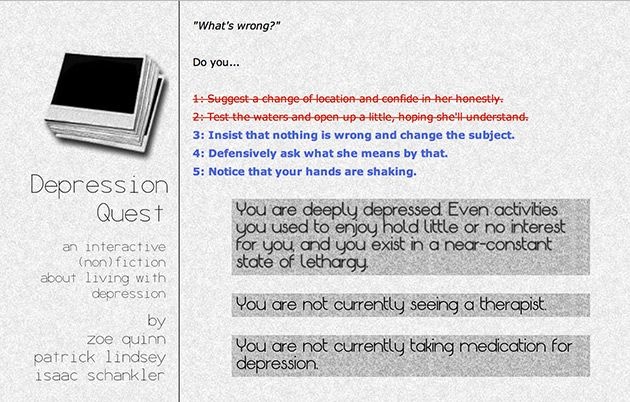 "What's wrong?"
Do you...
1: Suggest a change of location and confide in her honestly.
2: Test the waters and open up a little, hoping she'll understand.
3: Insist that nothing is wrong and change the subject.
4: Defensively ask what she means by that.
5: Notice that your hands are shaking.
You are deeply depressed. Even activities
you used to enjoy hold little or no interest
for you, and you exist in a near-constant
state of lethargy.
You are not currently seeing a therapist.
You are not currently taking medication for
depression.
Depression
Quest
an interactive
(non)fiction
about living with
depression
by
zoe quinn
patrick lindsey
isaac schankler